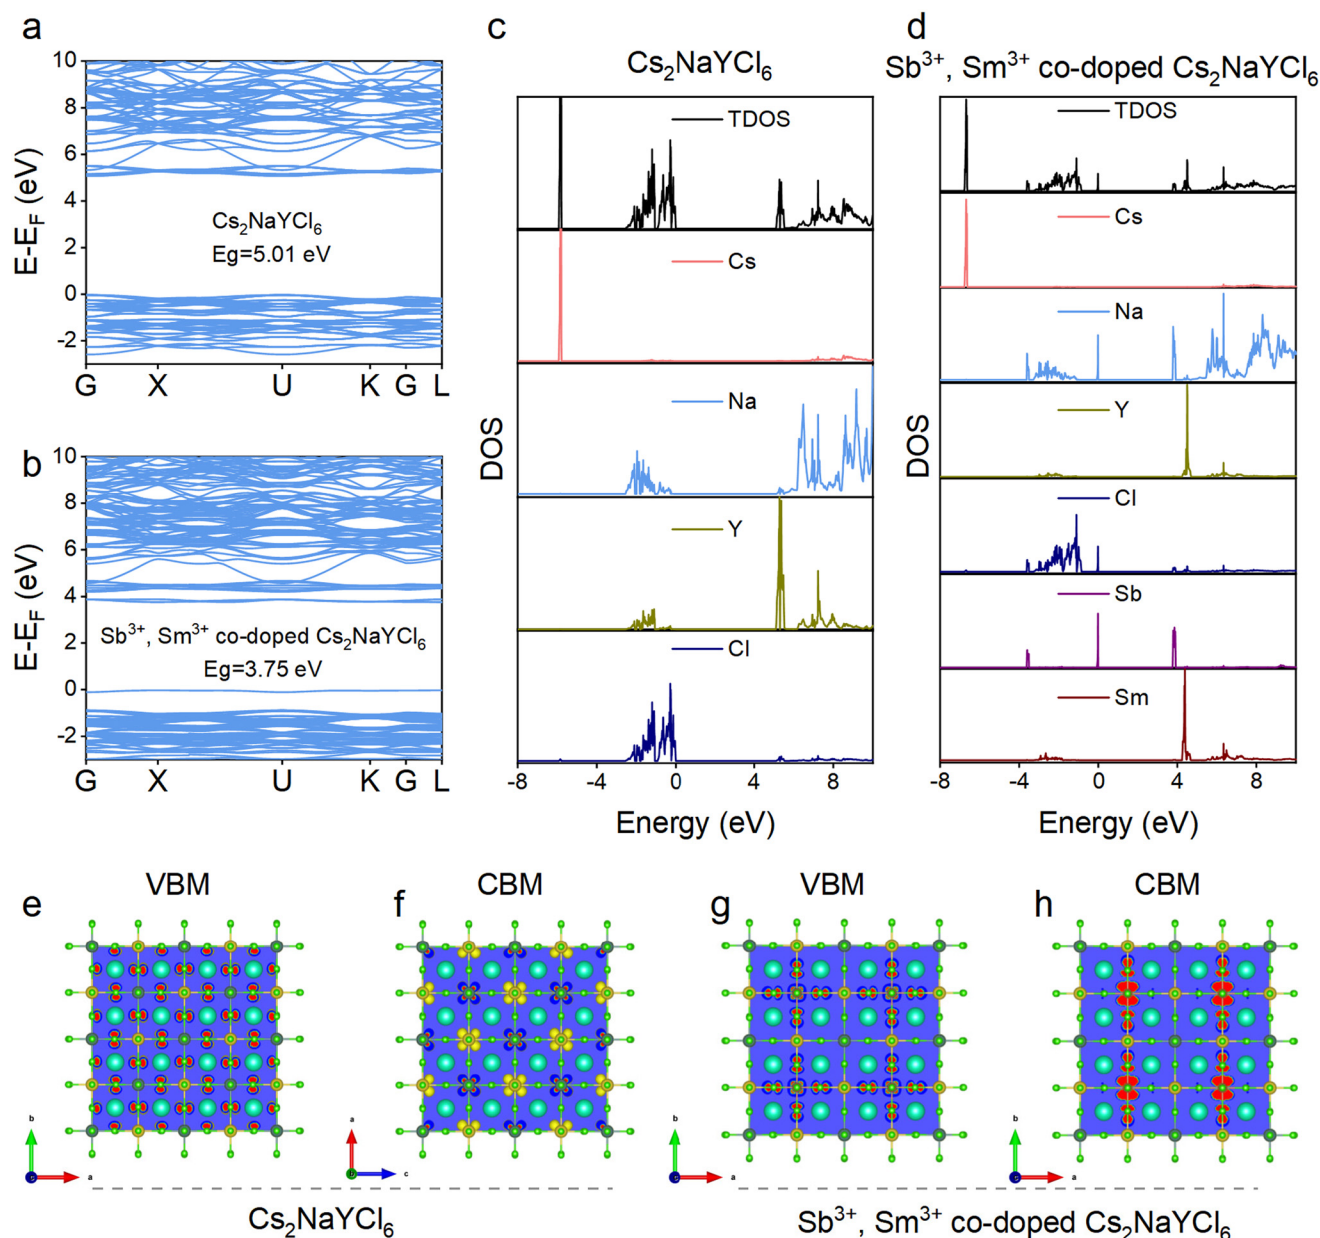 a
10
8
6
4
2
0
-2
E-E_F (eV)
Cs₂NaYCl₆
Eg=5.01 eV
G X U K G L
b
10
8
6
4
2
0
-2
E-E_F (eV)
Sb³⁺, Sm³⁺ co-doped Cs₂NaYCl₆
Eg=3.75 eV
G X U K G L
c
Cs₂NaYCl₆
TDOS
Cs
Na
Y
Cl
DOS
-8 -4 0 4 8
Energy (eV)
d
Sb³⁺, Sm³⁺ co-doped Cs₂NaYCl₆
TDOS
Cs
Na
Y
Cl
Sb
Sm
DOS
-8 -4 0 4 8
Energy (eV)
e
VBM
b
a
f
CBM
a
c
Cs₂NaYCl₆
g
VBM
b
a
h
CBM
b
a
Sb³⁺, Sm³⁺ co-doped Cs₂NaYCl₆